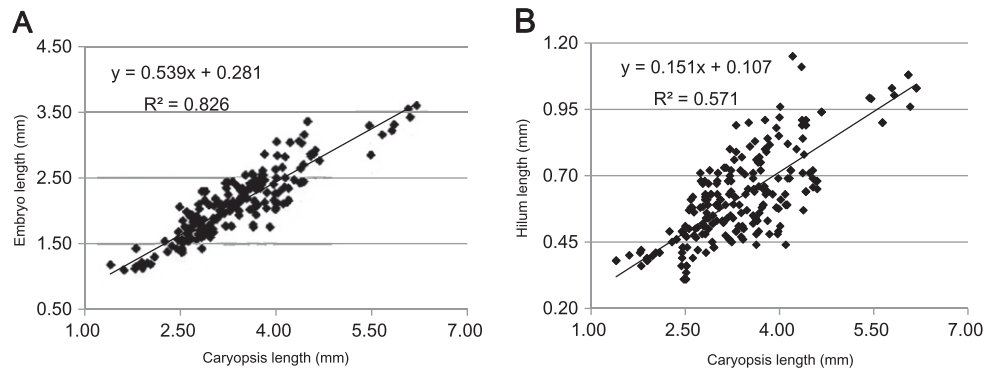 A
B
4.50
3.50
2.50
1.50
0.50
y = 0.539x + 0.281
R² = 0.826
Embryo length (mm)
1.00 2.50 4.00 5.50 7.00
Caryopsis length (mm)
1.20
0.95
0.70
0.45
0.20
y = 0.151x + 0.107
R² = 0.571
Hilum length (mm)
1.00 2.50 4.00 5.50 7.00
Caryopsis length (mm)